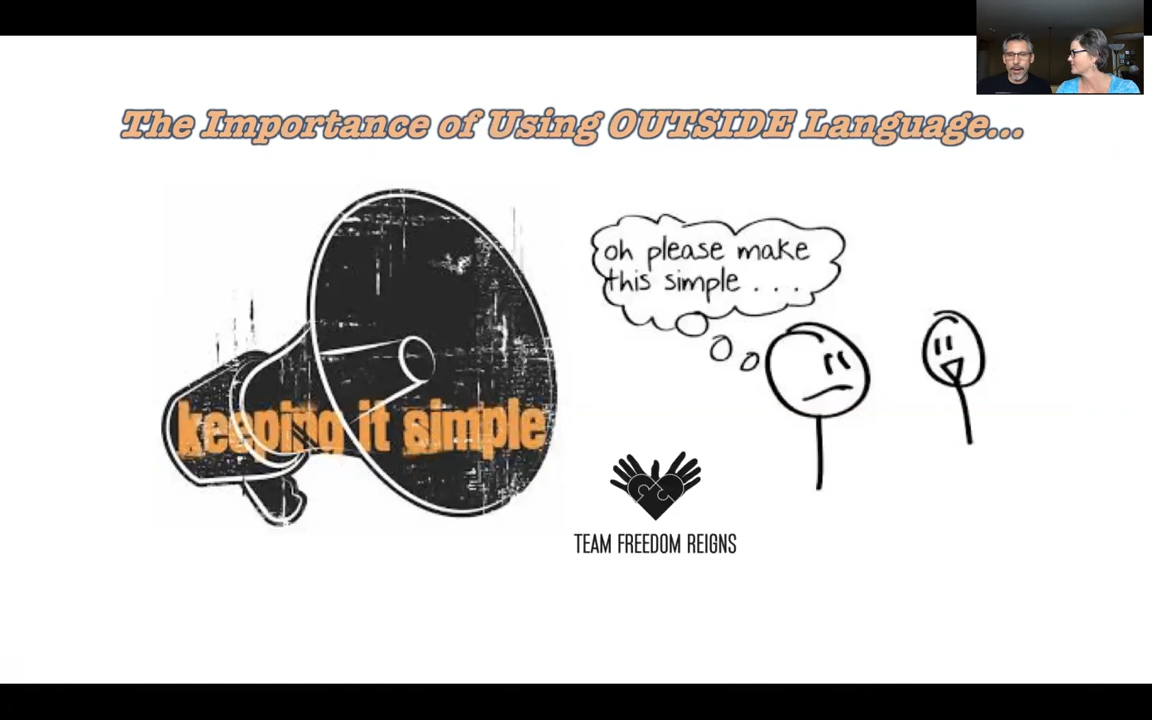 The Importance of Using OUTSIDE Language...
oh please make
this simple . . .
keeping it simple
TEAM FREEDOM REIGNS